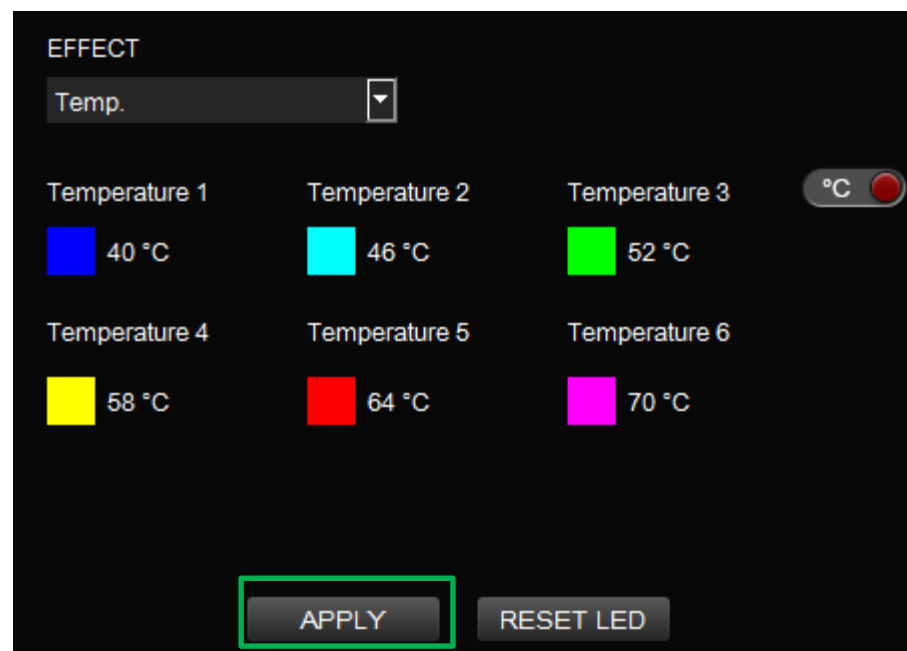 EFFECT
Temp.
Temperature 1 Temperature 2 Temperature 3 °C
40 °C 46 °C 52 °C
Temperature 4 Temperature 5 Temperature 6
58 °C 64 °C 70 °C
APPLY RESET LED